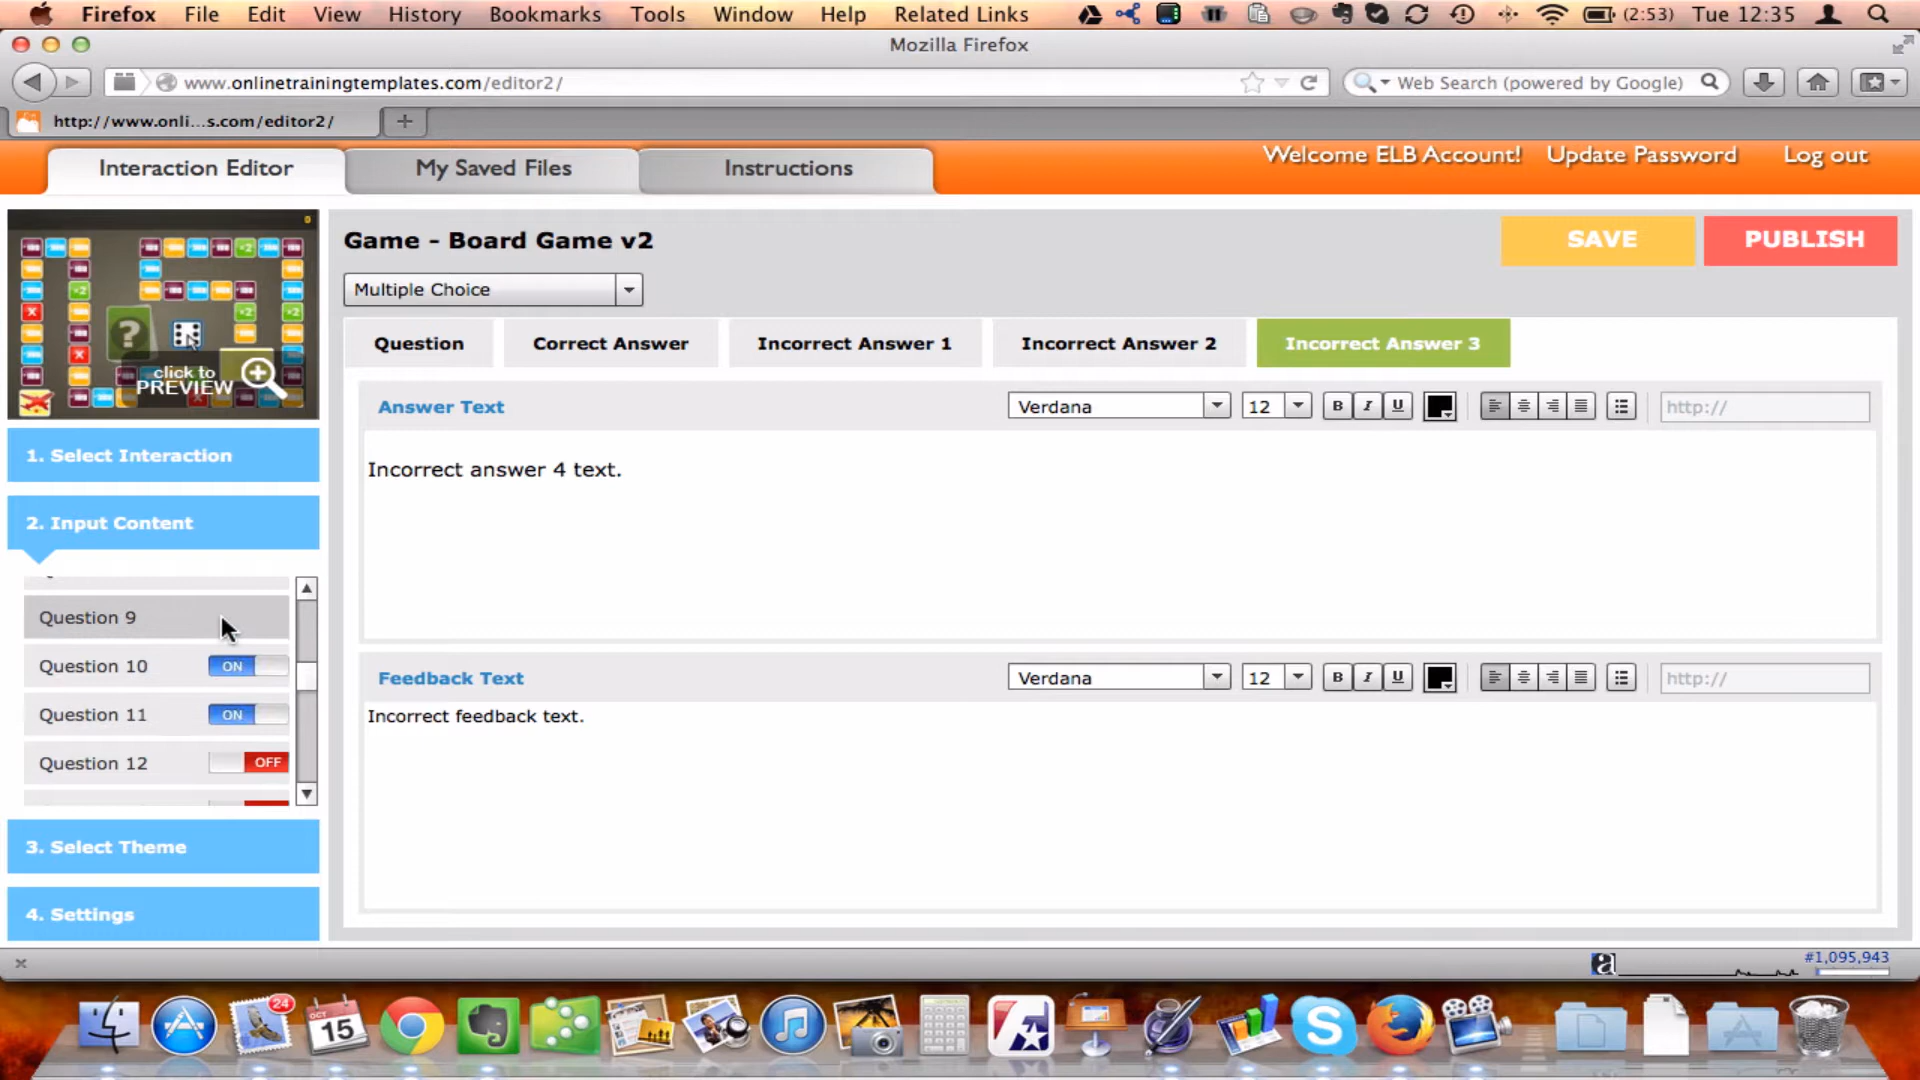 Firefox File Edit View History Bookmarks Tools Window Help Related Links (2:53) Tue 12:35
Mozilla Firefox
www.onlinetrainingtemplates.com/editor2/ Web Search (powered by Google)
http://www.onli...s.com/editor2/
Interaction Editor My Saved Files Instructions Welcome ELB Account! Update Password Log out
Game - Board Game v2 SAVE PUBLISH
Multiple Choice
Question Correct Answer Incorrect Answer 1 Incorrect Answer 2 Incorrect Answer 3
click to
PREVIEW
Answer Text Verdana 12 B I U http://
Incorrect answer 4 text.
1. Select Interaction
2. Input Content
Question 9
Question 10 ON
Question 11 ON
Question 12 OFF
3. Select Theme
4. Settings
Feedback Text Verdana 12 B I U http://
Incorrect feedback text.
#1,095,943
24
OCT
15